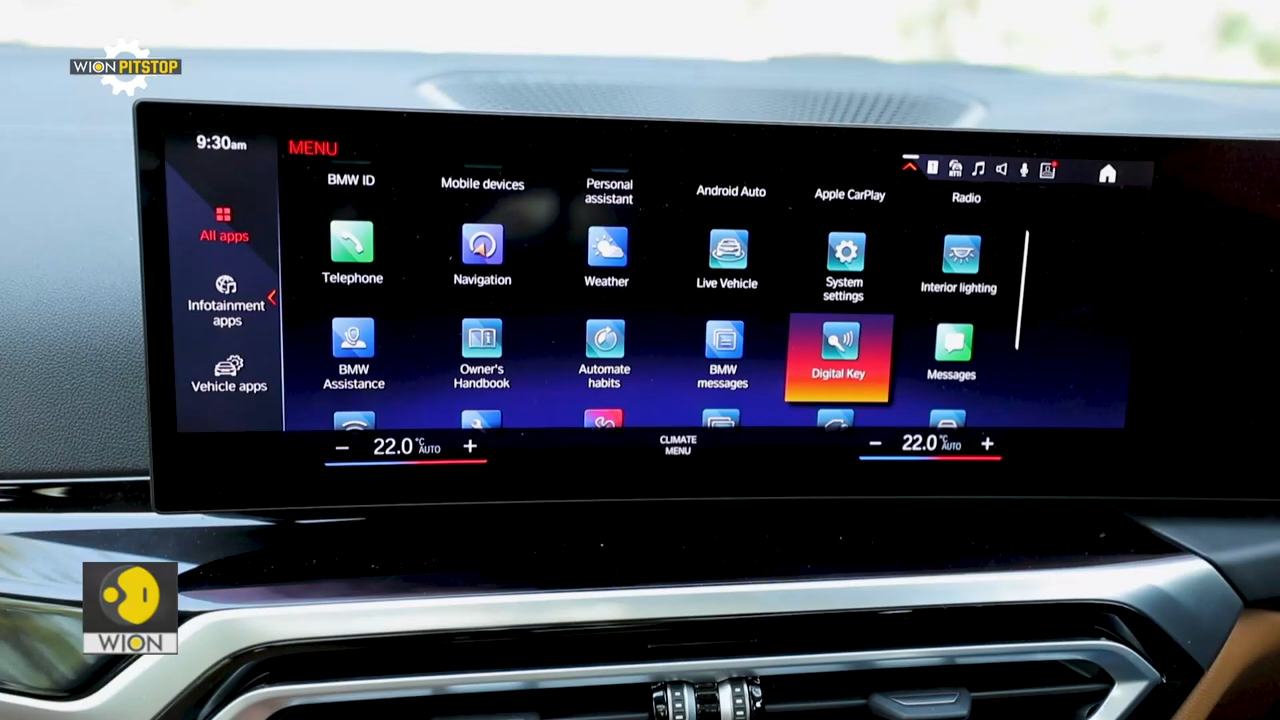 WION PITSTOP
9:30am
MENU
BMW ID
Mobile devices
Personal
assistant
Android Auto
Apple CarPlay
Radio
All apps
Telephone
Navigation
Weather
Live Vehicle
System
settings
Interior lighting
Infotainment
apps
BMW
Assistance
Owner's
Handbook
Automate
habits
BMW
messages
Digital Key
Messages
Vehicle apps
− 22.0 °C AUTO +
CLIMATE
MENU
− 22.0 °C AUTO +
WION